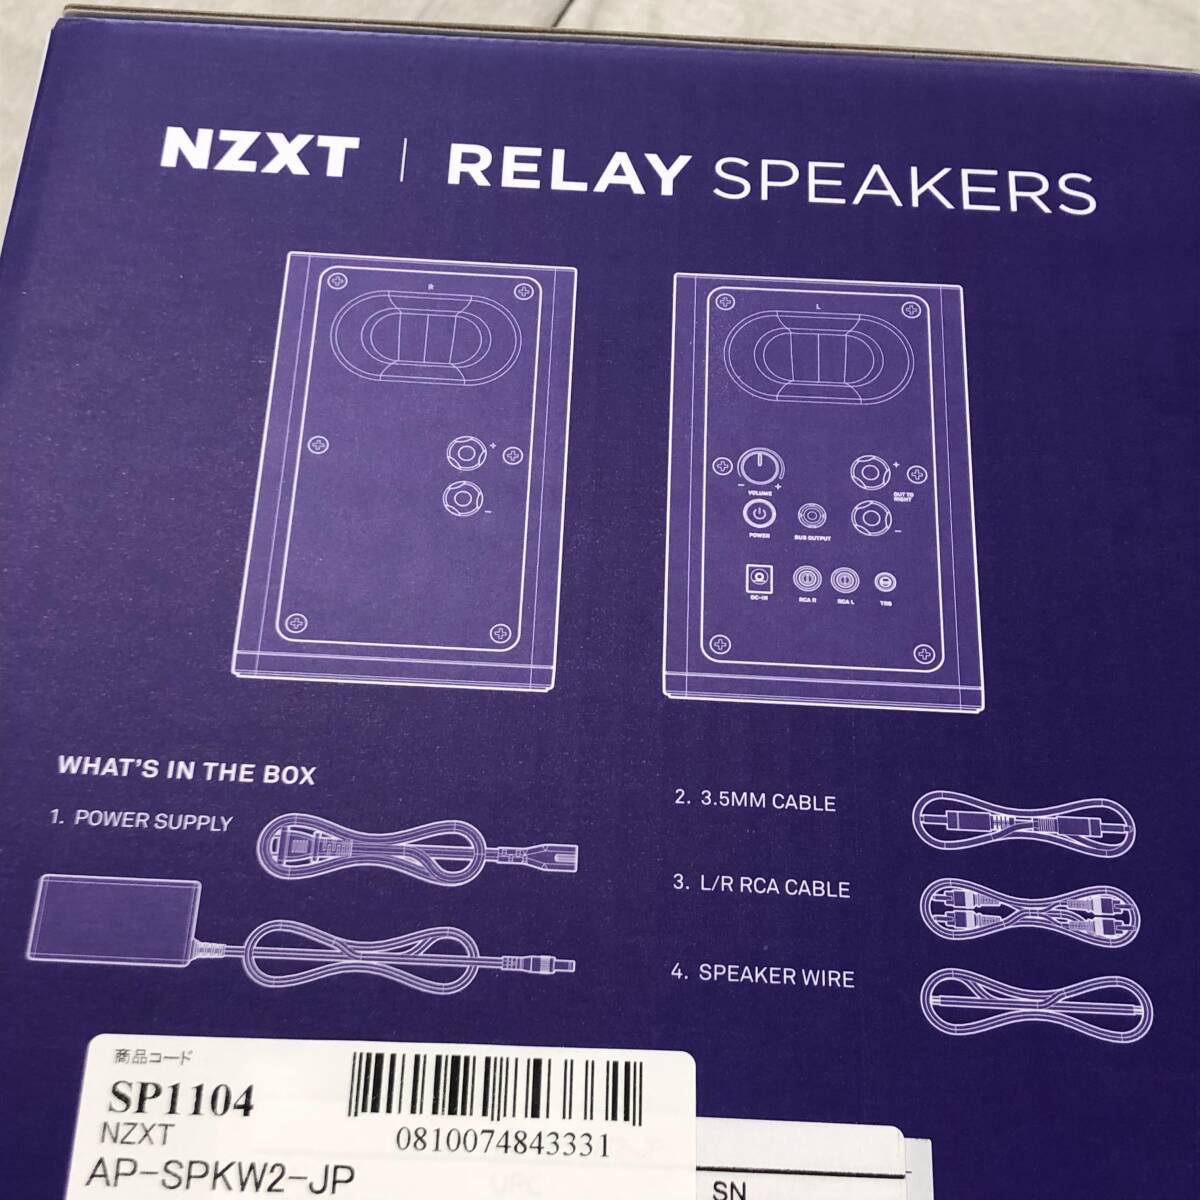 NZXT | RELAY SPEAKERS
R
L
+
-
- +
VOLUME
+
OUT TO
RIGHT
-
POWER
SUB OUTPUT
DC-IN
RCA R
RCA L
TRS
WHAT'S IN THE BOX
1. POWER SUPPLY
2. 3.5MM CABLE
3. L/R RCA CABLE
4. SPEAKER WIRE
商品コード
SP1104
NZXT
0810074843331
AP-SPKW2-JP
SN